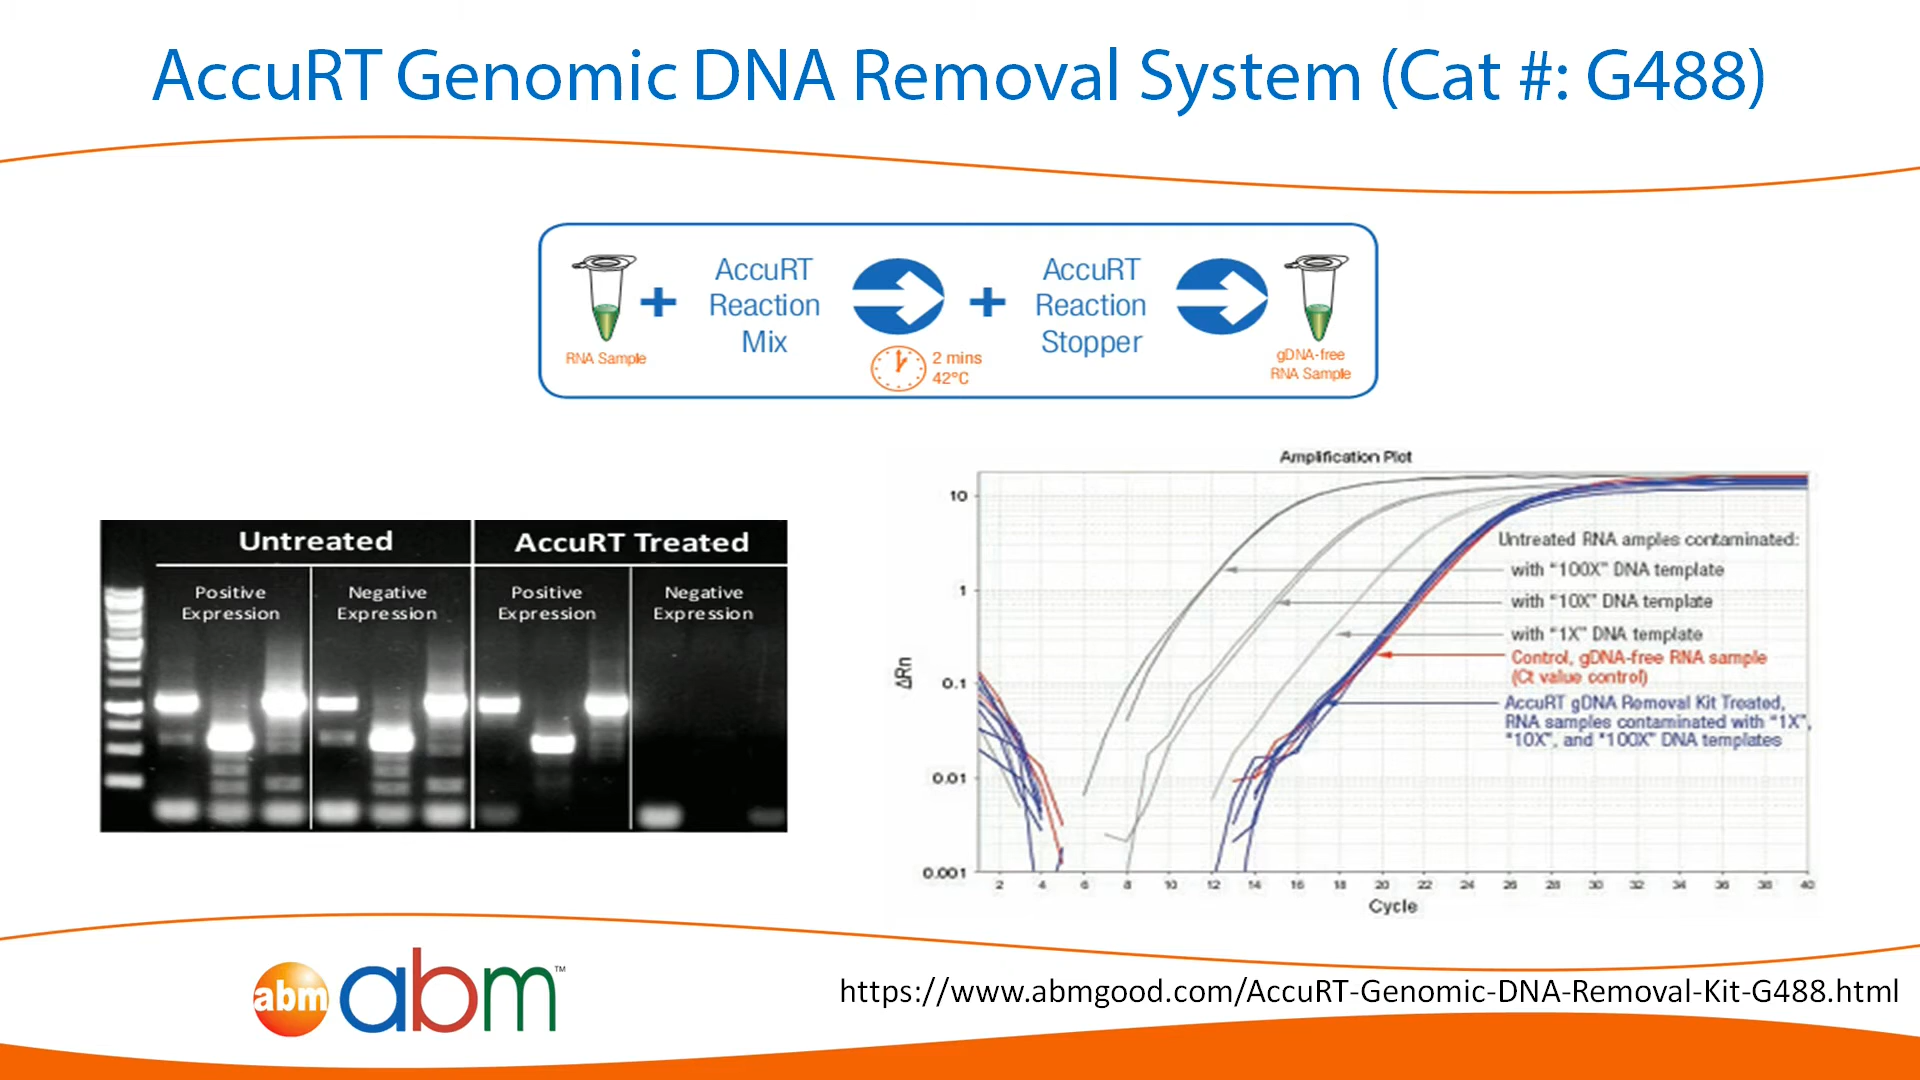 AccuRT Genomic DNA Removal System (Cat #: G488)
RNA Sample
+
AccuRT
Reaction
Mix
2 mins
42°C
+
AccuRT
Reaction
Stopper
gDNA-free
RNA Sample
Untreated
AccuRT Treated
Positive
Expression
Negative
Expression
Positive
Expression
Negative
Expression
Amplification Plot
10
1
0.1
0.01
0.001
ΔRn
Untreated RNA amples contaminated:
with "100X" DNA template
with "10X" DNA template
with "1X" DNA template
Control, gDNA-free RNA sample
(Ct value control)
AccuRT gDNA Removal Kit Treated,
RNA samples contaminated with "1X",
"10X", and "100X" DNA templates
2 4 6 8 10 12 14 16 18 20 22 24 26 28 30 32 34 36 38 40
Cycle
abm
abm™
https://www.abmgood.com/AccuRT-Genomic-DNA-Removal-Kit-G488.html